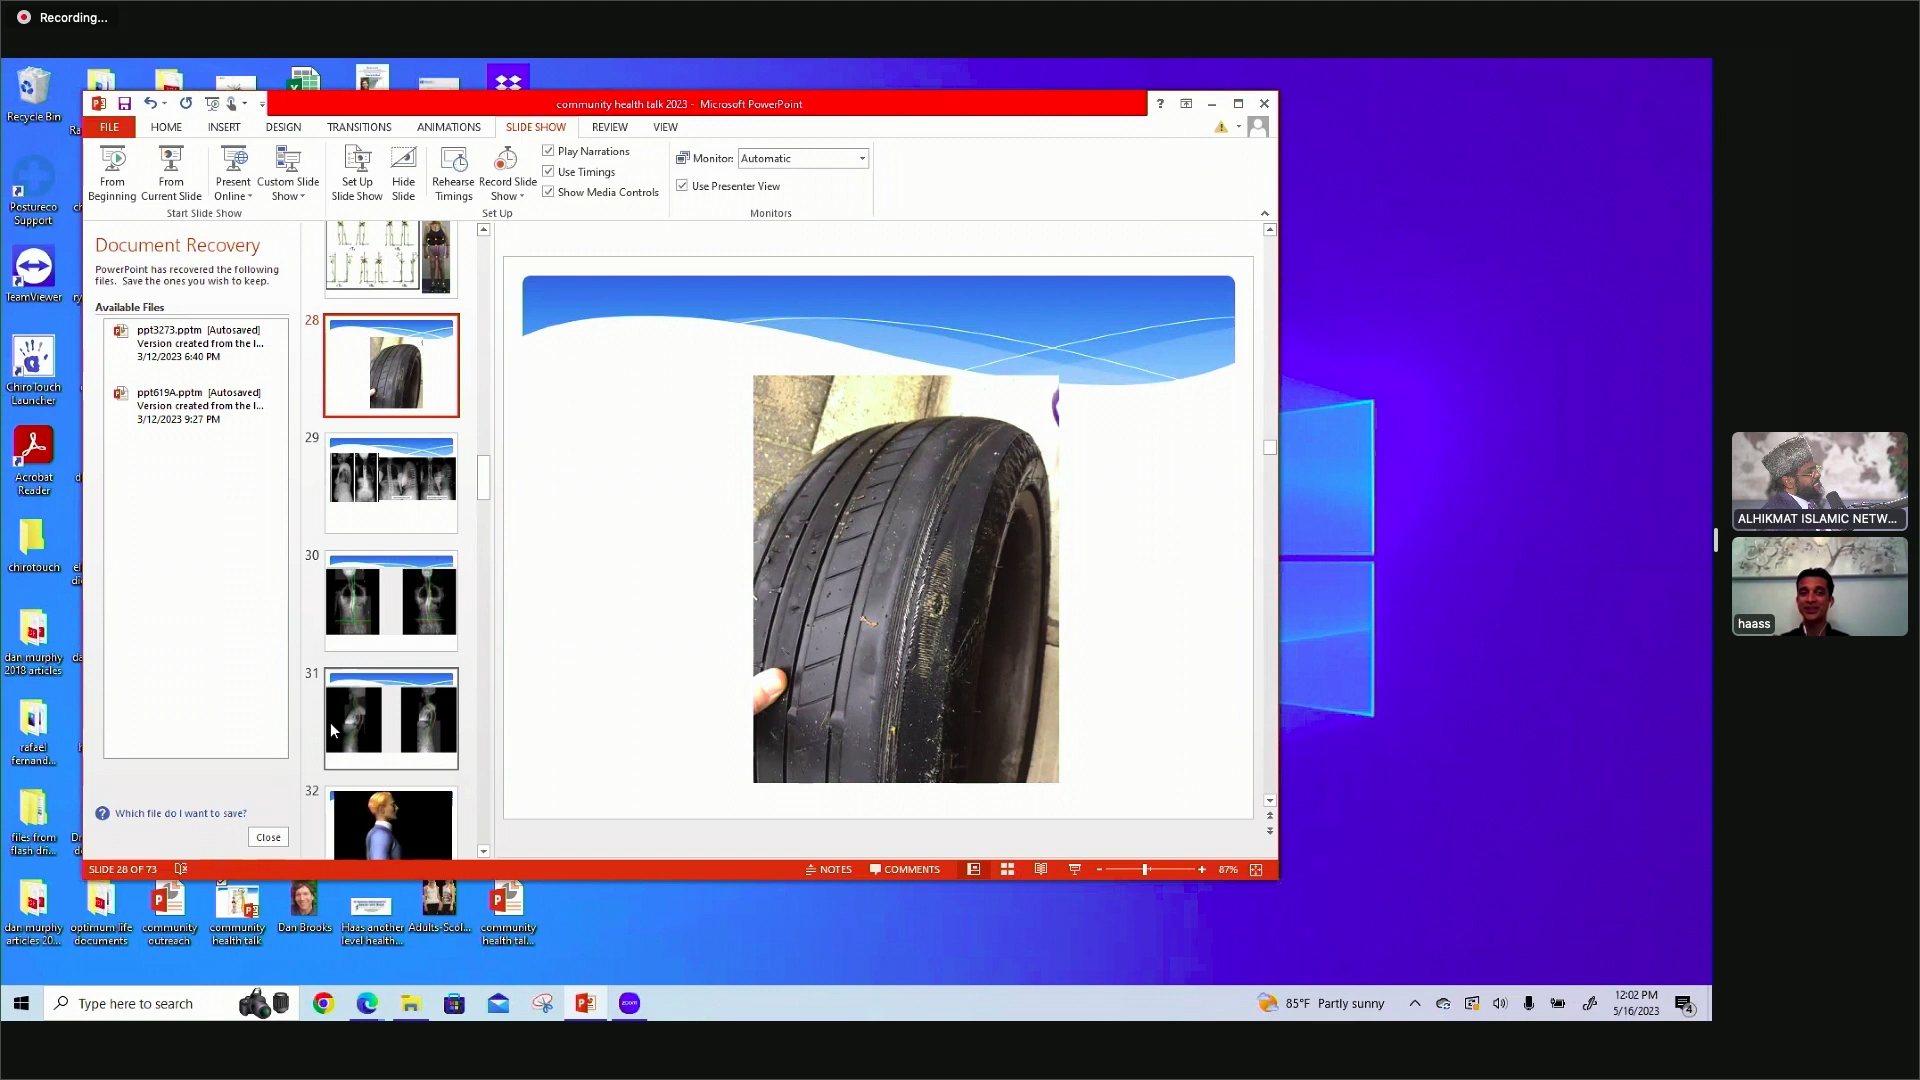 Recording...
Recycle Bin
Postureco
Support
TeamViewer
ChiroTouch
Launcher
Acrobat
Reader
chirotouch
dan murphy
2018 articles
rafael
fernand...
files from
flash dri...
dan murphy
articles 20...
optimum life
documents
community
outreach
community
health talk
Dan Brooks
Haas another
level health...
Adults-Scol...
community
health tal...
community health talk 2023 - Microsoft PowerPoint
?
FILE
HOME
INSERT
DESIGN
TRANSITIONS
ANIMATIONS
SLIDE SHOW
REVIEW
VIEW
From
Beginning
From
Current Slide
Present
Online
Custom Slide
Show
Start Slide Show
Set Up
Slide Show
Hide
Slide
Rehearse
Timings
Record Slide
Show
Play Narrations
Use Timings
Show Media Controls
Set Up
Monitor:
Automatic
Use Presenter View
Monitors
Document Recovery
PowerPoint has recovered the following
files. Save the ones you wish to keep.
Available Files
ppt3273.pptm [Autosaved]
Version created from the l...
3/12/2023 6:40 PM
ppt619A.pptm [Autosaved]
Version created from the l...
3/12/2023 9:27 PM
Which file do I want to save?
Close
28
29
30
31
32
SLIDE 28 OF 73
NOTES
COMMENTS
87%
ALHIKMAT ISLAMIC NETW...
haass
Type here to search
zoom
85°F Partly sunny
12:02 PM
5/16/2023
4